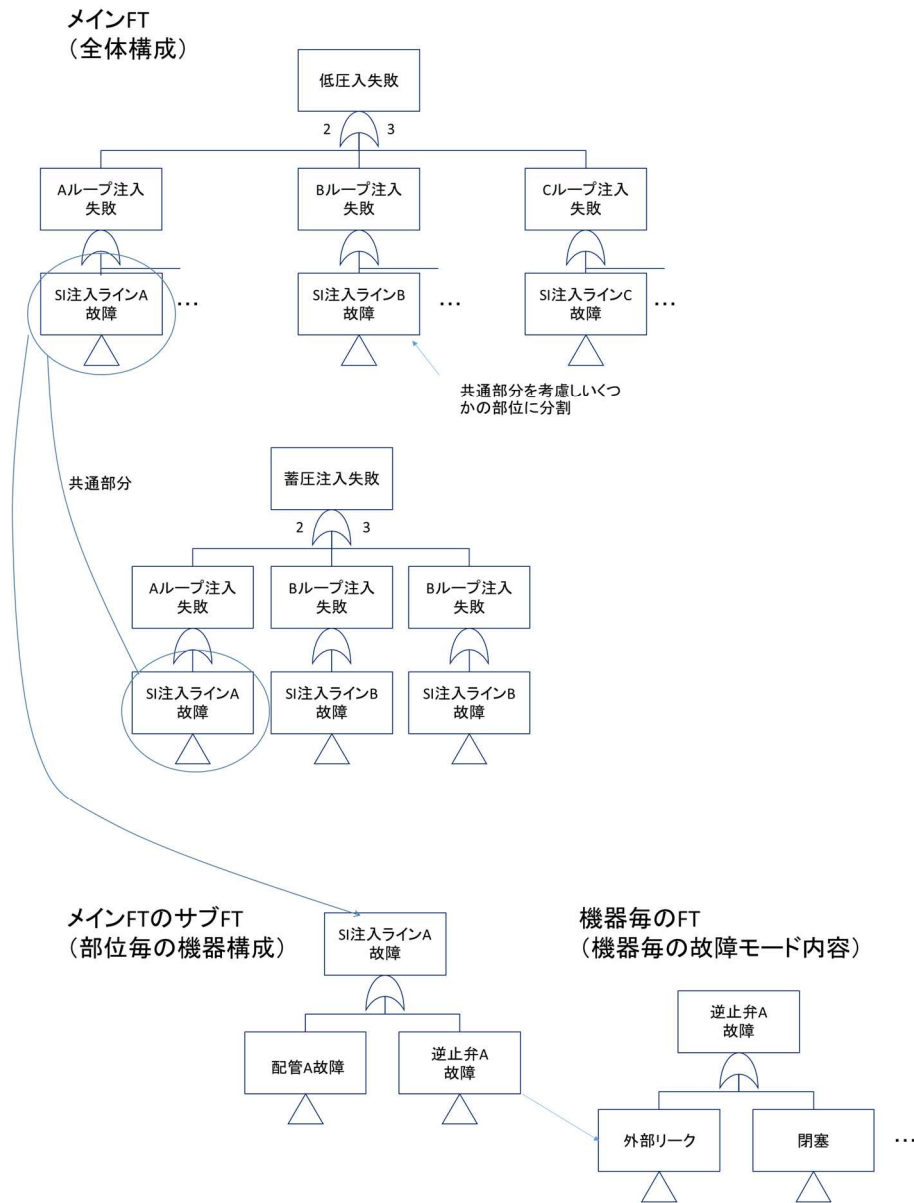 メインFT
（全体構成）
低圧入失敗
2
3
Aループ注入
失敗
Bループ注入
失敗
Cループ注入
失敗
SI注入ラインA
故障
…
SI注入ラインB
故障
…
SI注入ラインC
故障
…
共通部分を考慮しいくつ
かの部位に分割
共通部分
蓄圧注入失敗
2
3
Aループ注入
失敗
Bループ注入
失敗
Bループ注入
失敗
SI注入ラインA
故障
SI注入ラインB
故障
SI注入ラインB
故障
メインFTのサブFT
（部位毎の機器構成）
SI注入ラインA
故障
配管A故障
逆止弁A
故障
機器毎のFT
（機器毎の故障モード内容）
逆止弁A
故障
外部リーク
閉塞
…